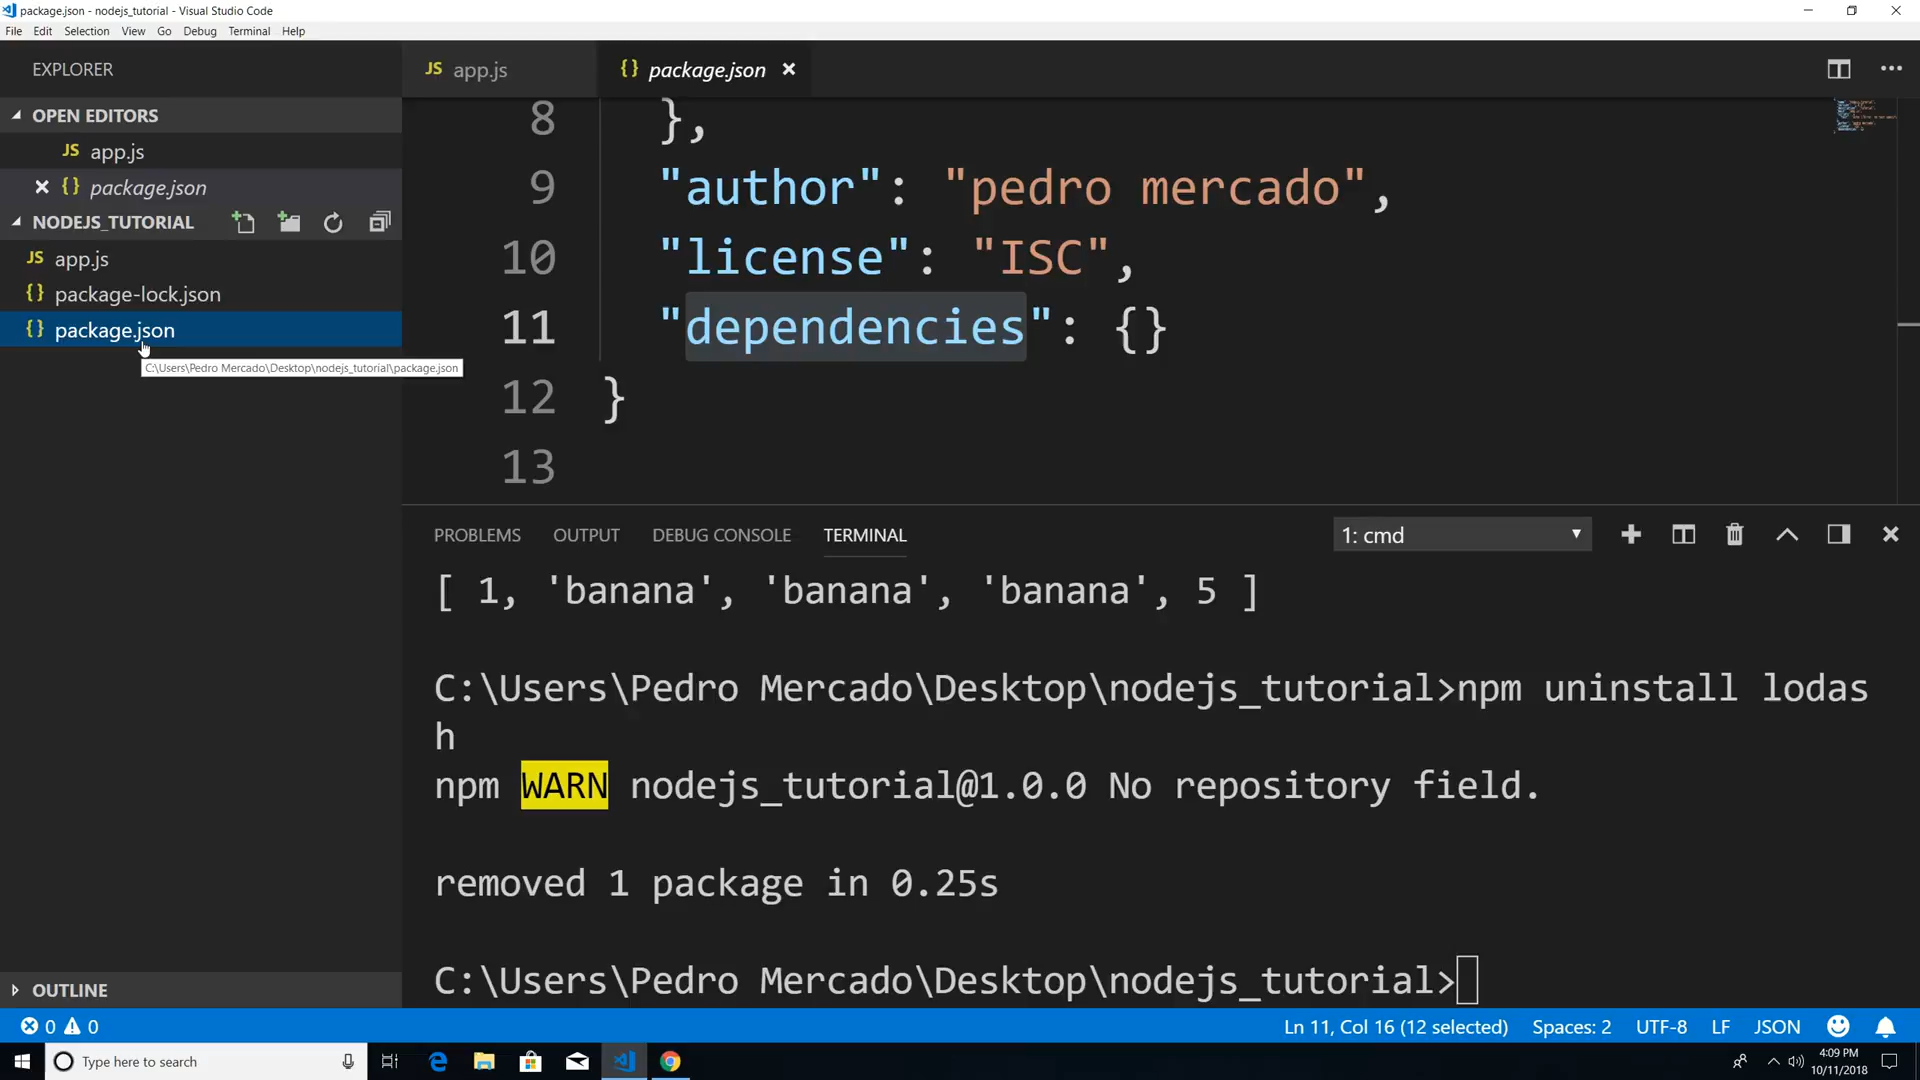 package.json - nodejs_tutorial - Visual Studio Code
File Edit Selection View Go Debug Terminal Help
EXPLORER
OPEN EDITORS
JS app.js
{} package.json
NODEJS_TUTORIAL
JS app.js
{} package-lock.json
{} package.json
C:\Users\Pedro Mercado\Desktop\nodejs_tutorial\package.json
OUTLINE
JS app.js {} package.json
8 },
9 "author": "pedro mercado",
10 "license": "ISC",
11 "dependencies": {}
12 }
13
PROBLEMS OUTPUT DEBUG CONSOLE TERMINAL 1: cmd
[ 1, 'banana', 'banana', 'banana', 5 ]
C:\Users\Pedro Mercado\Desktop\nodejs_tutorial>npm uninstall lodas
h
npm WARN nodejs_tutorial@1.0.0 No repository field.
removed 1 package in 0.25s
C:\Users\Pedro Mercado\Desktop\nodejs_tutorial>
0 0 Ln 11, Col 16 (12 selected) Spaces: 2 UTF-8 LF JSON
Type here to search
4:09 PM
10/11/2018